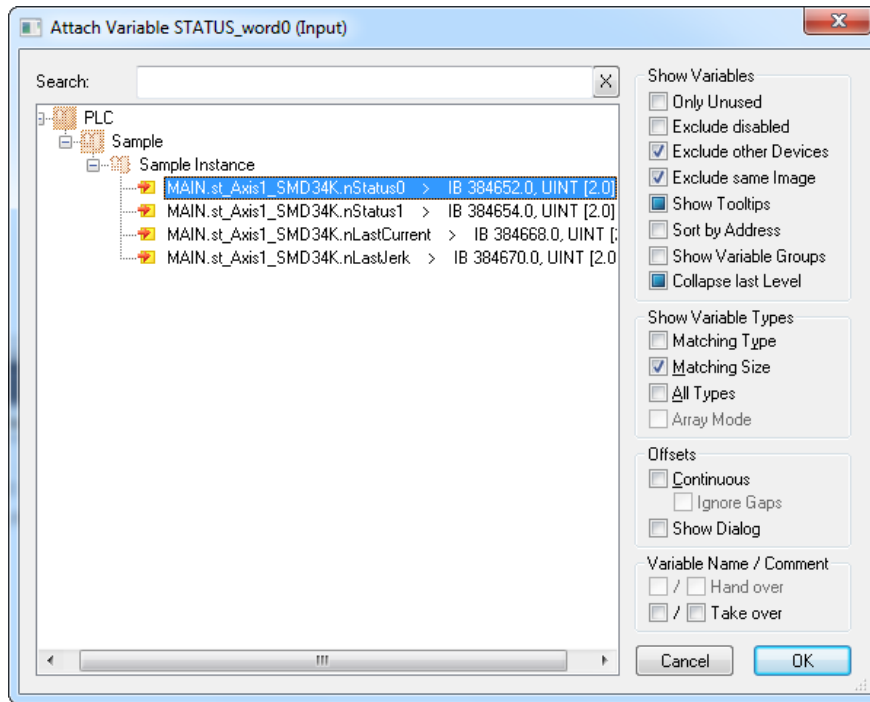 Attach Variable STATUS_word0 (Input)
Search:
PLC
Sample
Sample Instance
MAIN.st_Axis1_SMD34K.nStatus0 > IB 384652.0, UINT [2.0]
MAIN.st_Axis1_SMD34K.nStatus1 > IB 384654.0, UINT [2.0]
MAIN.st_Axis1_SMD34K.nLastCurrent > IB 384668.0, UINT [
MAIN.st_Axis1_SMD34K.nLastJerk > IB 384670.0, UINT [2.0
Show Variables
Only Unused
Exclude disabled
Exclude other Devices
Exclude same Image
Show Tooltips
Sort by Address
Show Variable Groups
Collapse last Level
Show Variable Types
Matching Type
Matching Size
All Types
Array Mode
Offsets
Continuous
Ignore Gaps
Show Dialog
Variable Name / Comment
/ Hand over
/ Take over
Cancel
OK